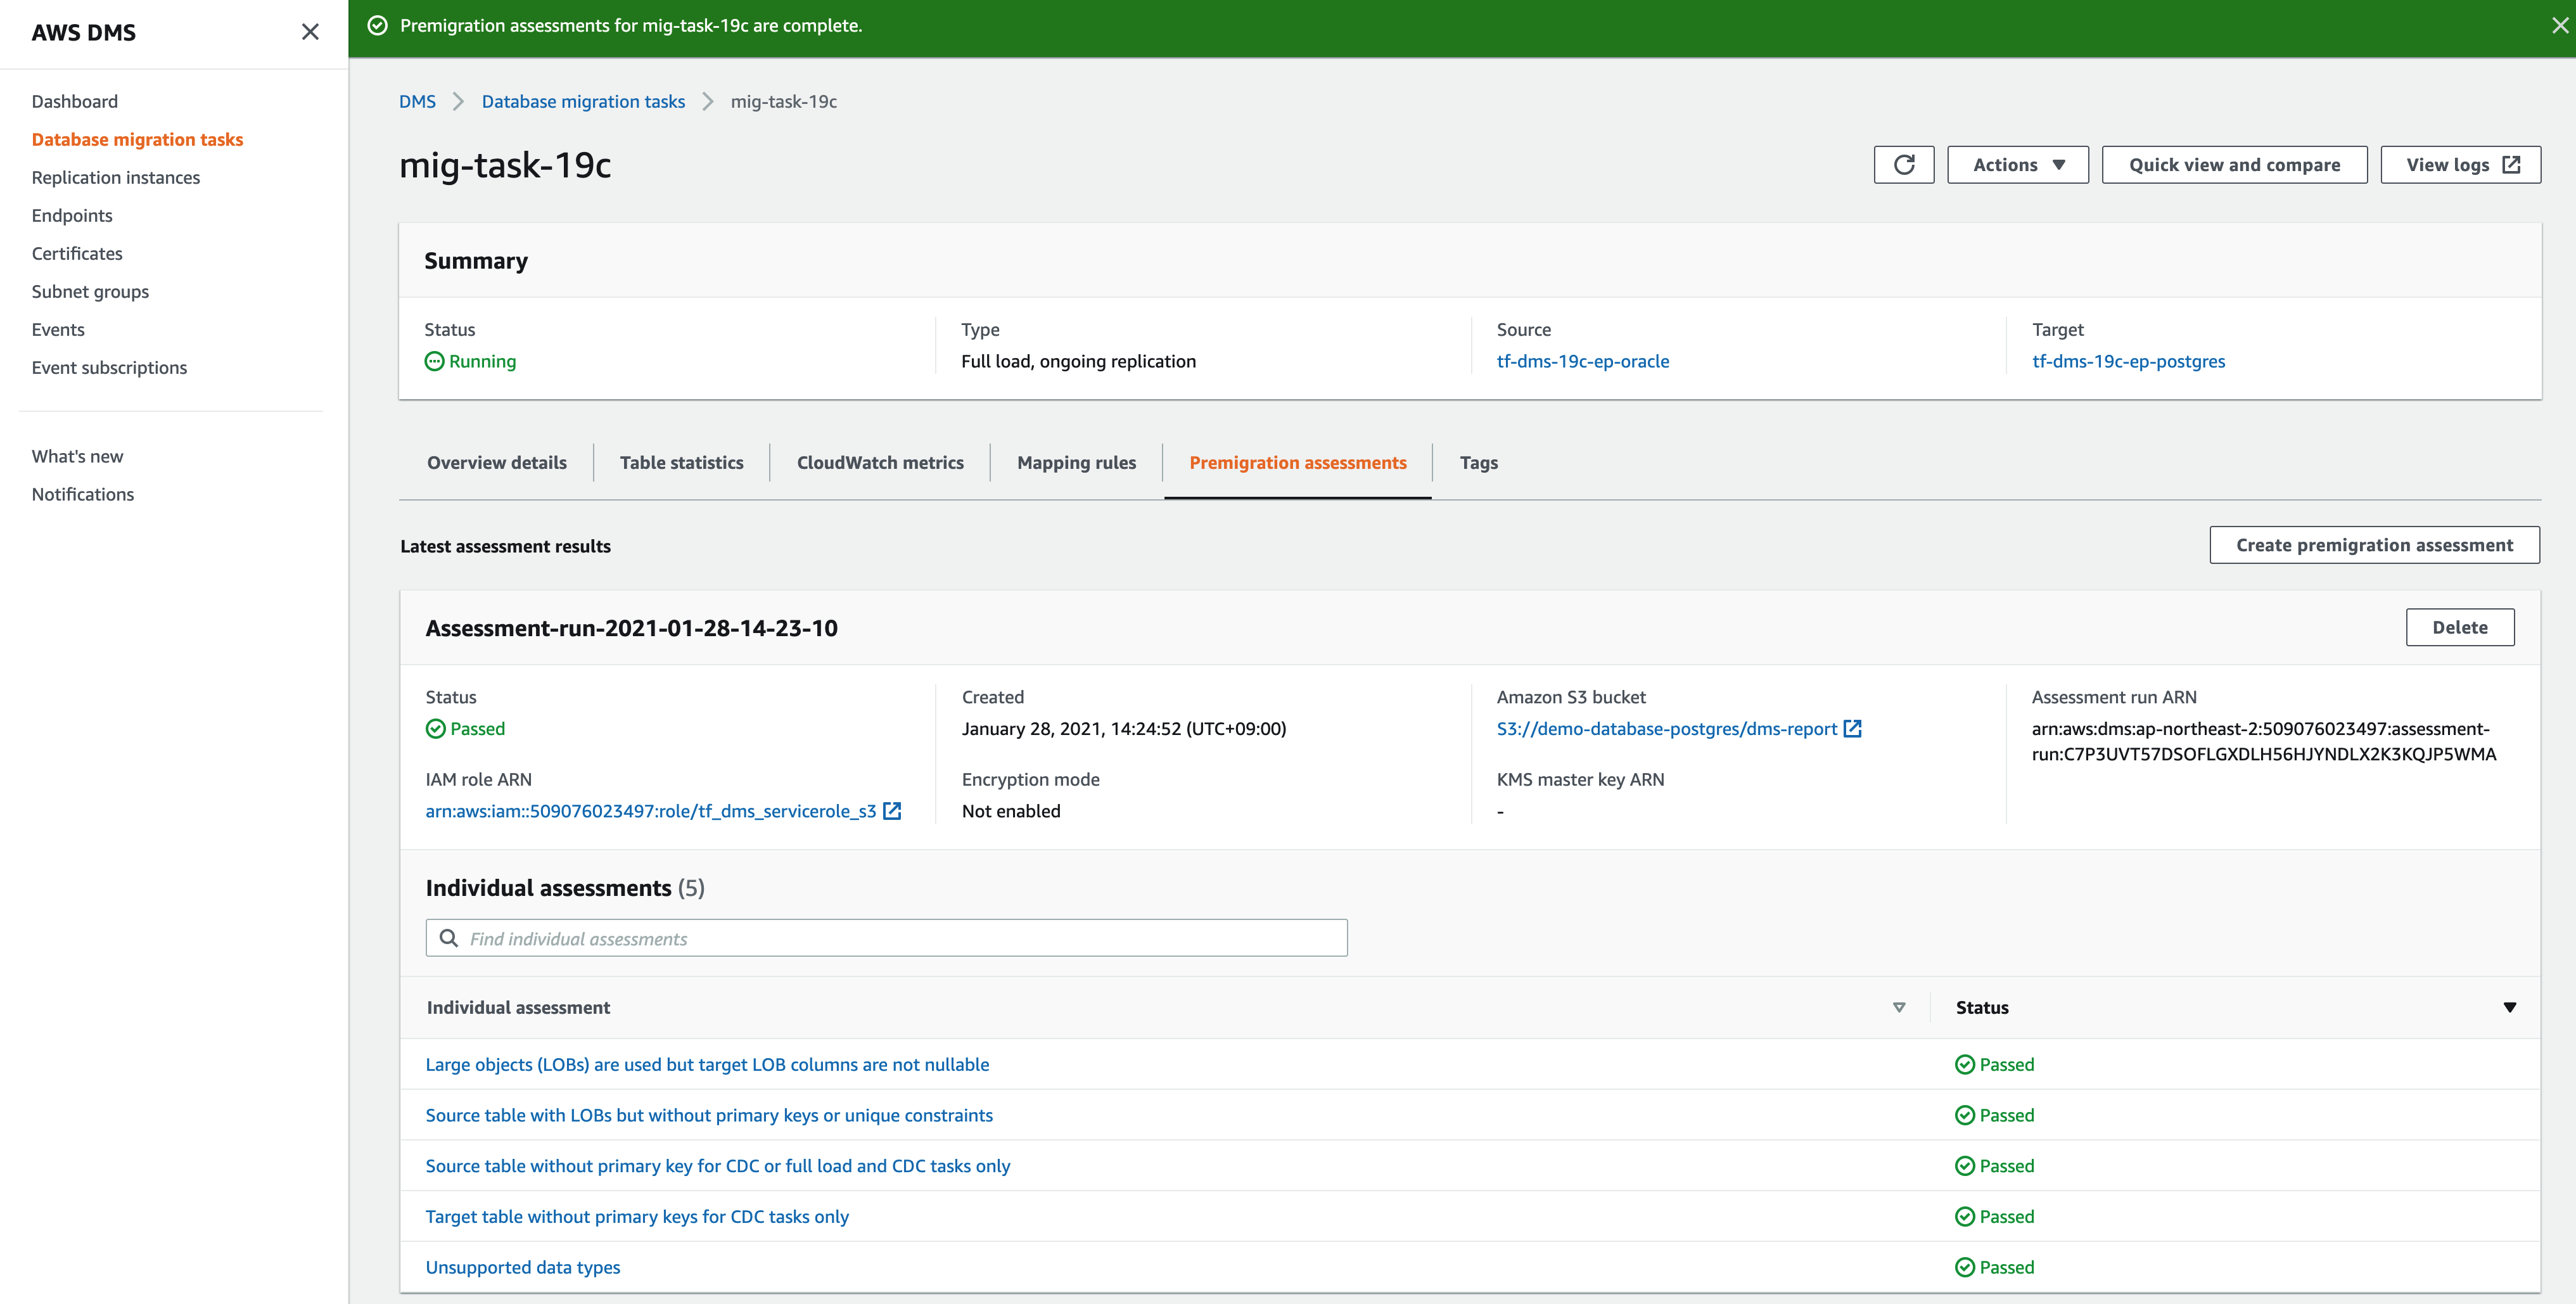 AWS DMS
Premigration assessments for mig-task-19c are complete.
Dashboard
Database migration tasks
Replication instances
Endpoints
Certificates
Subnet groups
Events
Event subscriptions
What's new
Notifications
DMS Database migration tasks mig-task-19c
mig-task-19c
Actions Quick view and compare View logs
Summary
Status Type Source Target
Running Full load, ongoing replication tf-dms-19c-ep-oracle tf-dms-19c-ep-postgres
Overview details Table statistics CloudWatch metrics Mapping rules Premigration assessments Tags
Latest assessment results Create premigration assessment
Assessment-run-2021-01-28-14-23-10 Delete
Status Created Amazon S3 bucket Assessment run ARN
Passed January 28, 2021, 14:24:52 (UTC+09:00) S3://demo-database-postgres/dms-report arn:aws:dms:ap-northeast-2:509076023497:assessment-
run:C7P3UVT57DSOFLGXDLH56HJYNDLX2K3KQJP5WMA
IAM role ARN Encryption mode KMS master key ARN
arn:aws:iam::509076023497:role/tf_dms_servicerole_s3 Not enabled -
Individual assessments (5)
Find individual assessments
Individual assessment Status
Large objects (LOBs) are used but target LOB columns are not nullable Passed
Source table with LOBs but without primary keys or unique constraints Passed
Source table without primary key for CDC or full load and CDC tasks only Passed
Target table without primary keys for CDC tasks only Passed
Unsupported data types Passed